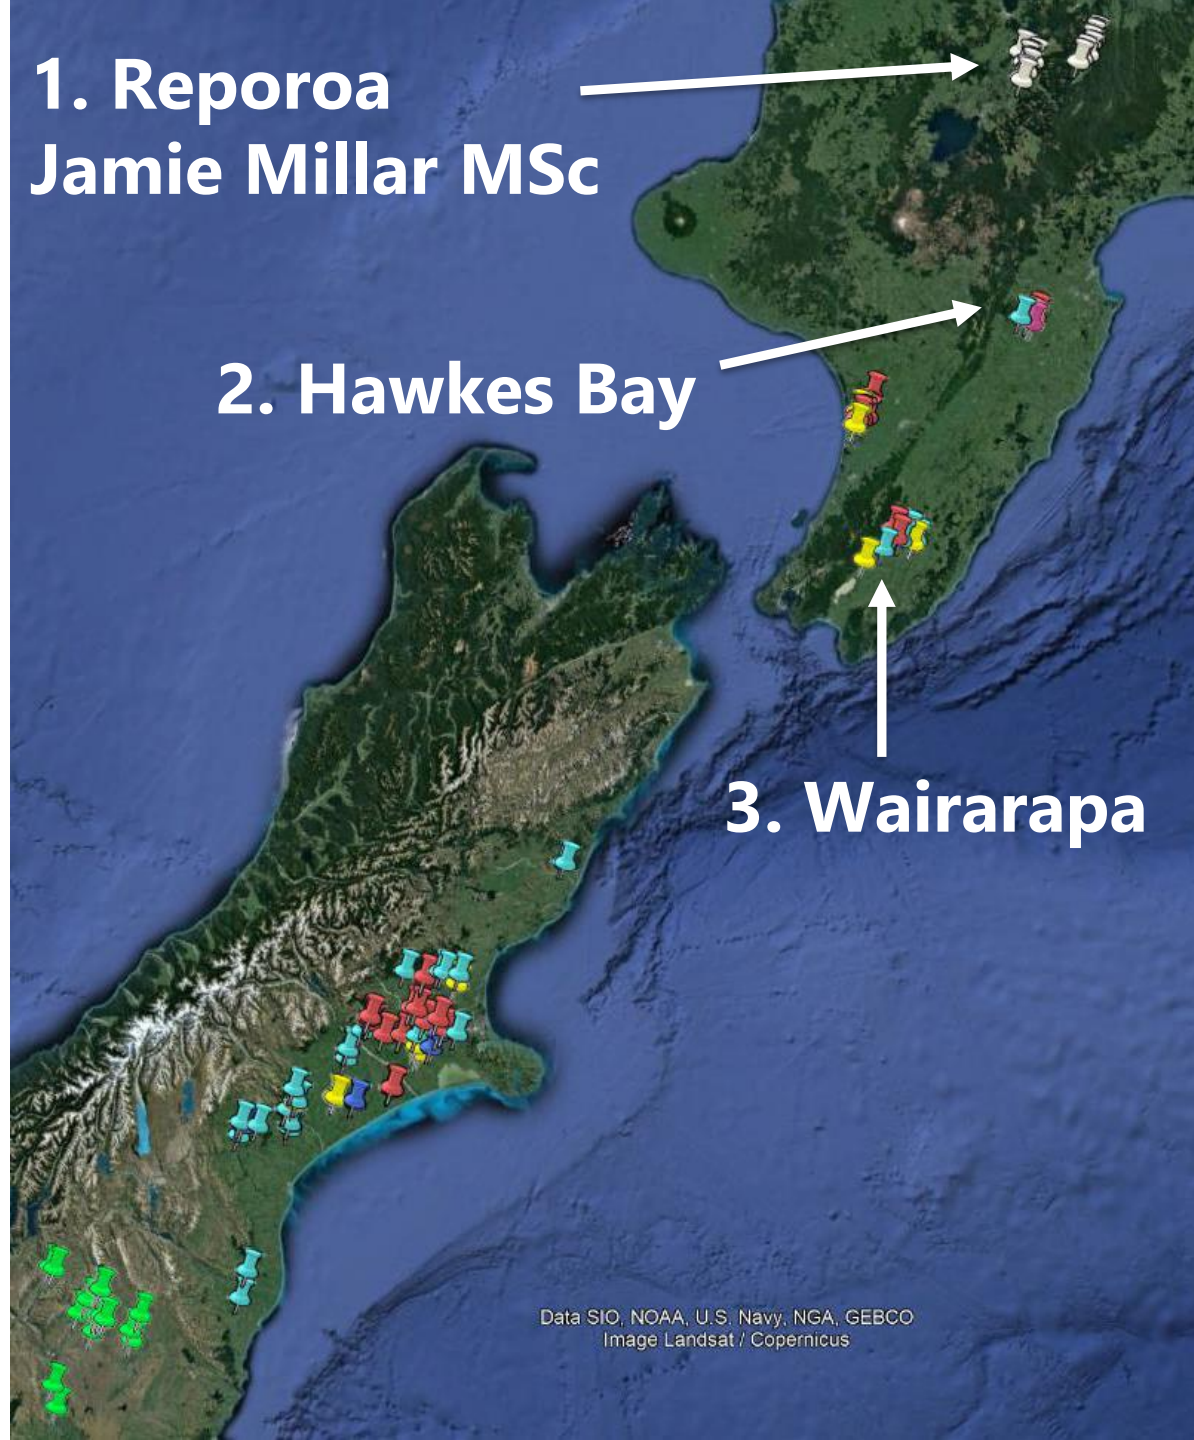 1. Reporoa
Jamie Millar MSc
2. Hawkes Bay
3. Wairarapa
Data SIO, NOAA, U.S. Navy, NGA, GEBCO
Image Landsat / Copernicus